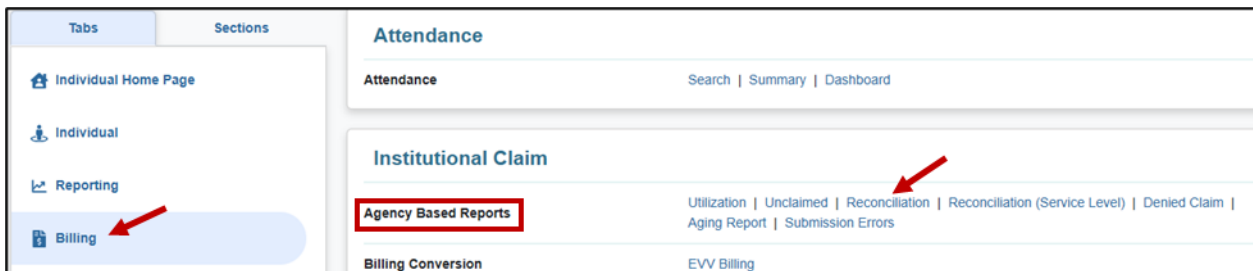 Tabs
Sections
Individual Home Page
Individual
Reporting
Billing
Attendance
Attendance
Search | Summary | Dashboard
Institutional Claim
Agency Based Reports
Utilization | Unclaimed | Reconciliation | Reconciliation (Service Level) | Denied Claim |
Aging Report | Submission Errors
Billing Conversion
EVV Billing